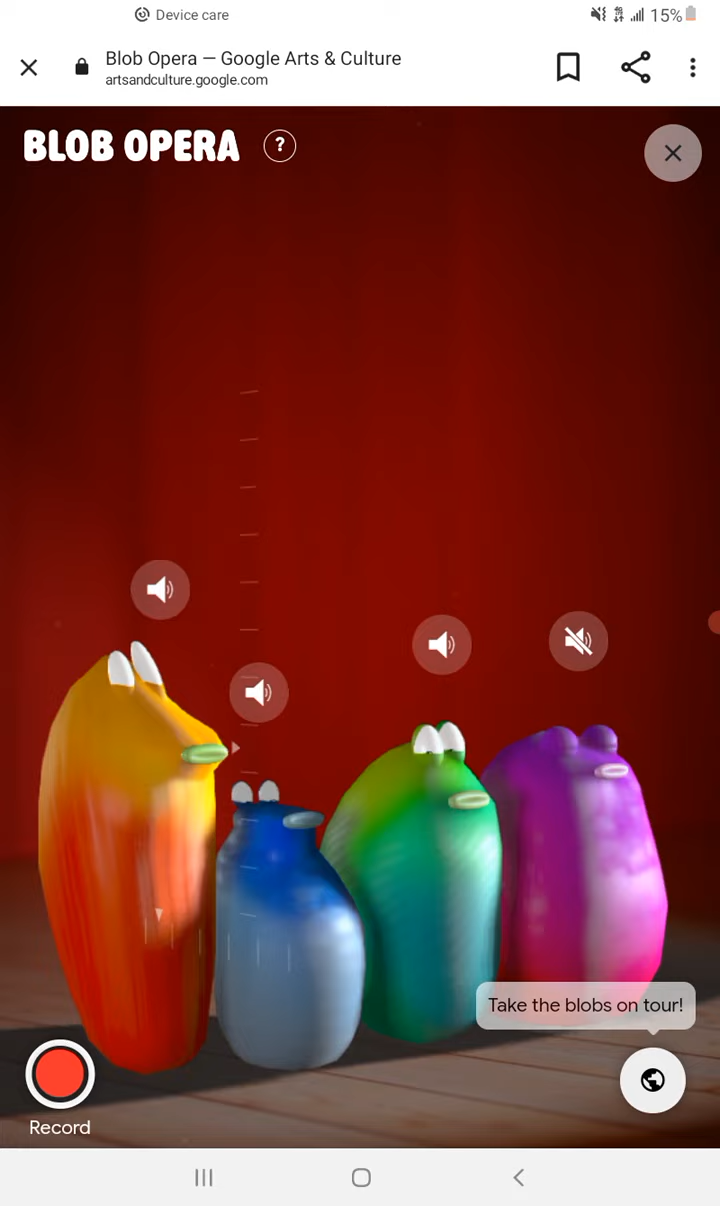 Device care
15%
Blob Opera — Google Arts & Culture
artsandculture.google.com
BLOB OPERA ?
Take the blobs on tour!
Record